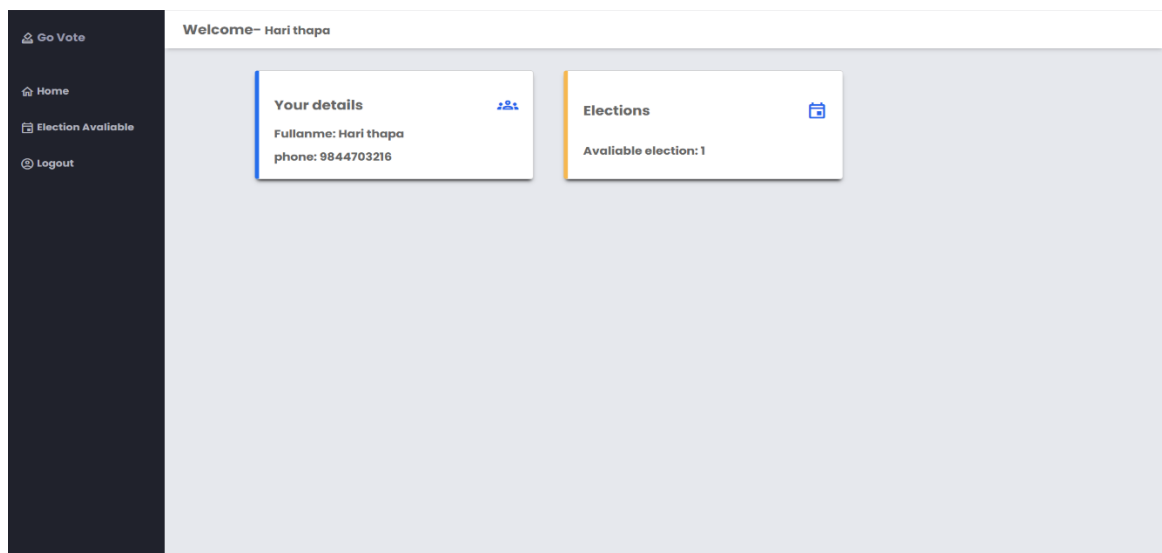 Go Vote
Home
Election Avaliable
Logout
Welcome- Hari thapa
Your details
Fullanme: Hari thapa
phone: 9844703216
Elections
Avaliable election: 1